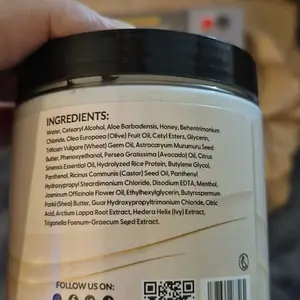 INGREDIENTS:
Water, Cetearyl Alcohol, Aloe Barbadensis, Honey, Behentrimonium
Chloride, Olea Europaea (Olive) Fruit Oil, Cetyl Esters, Glycerin,
Triticum Vulgare (Wheat) Germ Oil, Astrocaryum Murumuru Seed
Butter, Phenoxyethanol, Persea Gratissima (Avocado) Oil, Citrus
Sinensis Essential Oil, Hydrolyzed Rice Protein, Butylene Glycol,
Panthenol, Ricinus Communis (Castor) Seed Oil, Panthenyl
Hydroxypropyl Steardimonium Chloride, Disodium EDTA, Menthol,
Jasminum Officinale Flower Oil, Ethylhexylglycerin, Butyrospermum
Parkii (Shea) Butter, Guar Hydroxypropyltrimonium Chloride, Citric
Acid, Arctium Lappa Root Extract, Hedera Helix (Ivy) Extract,
Trigonella Foenum-Graecum Seed Extract.
FOLLOW US ON: